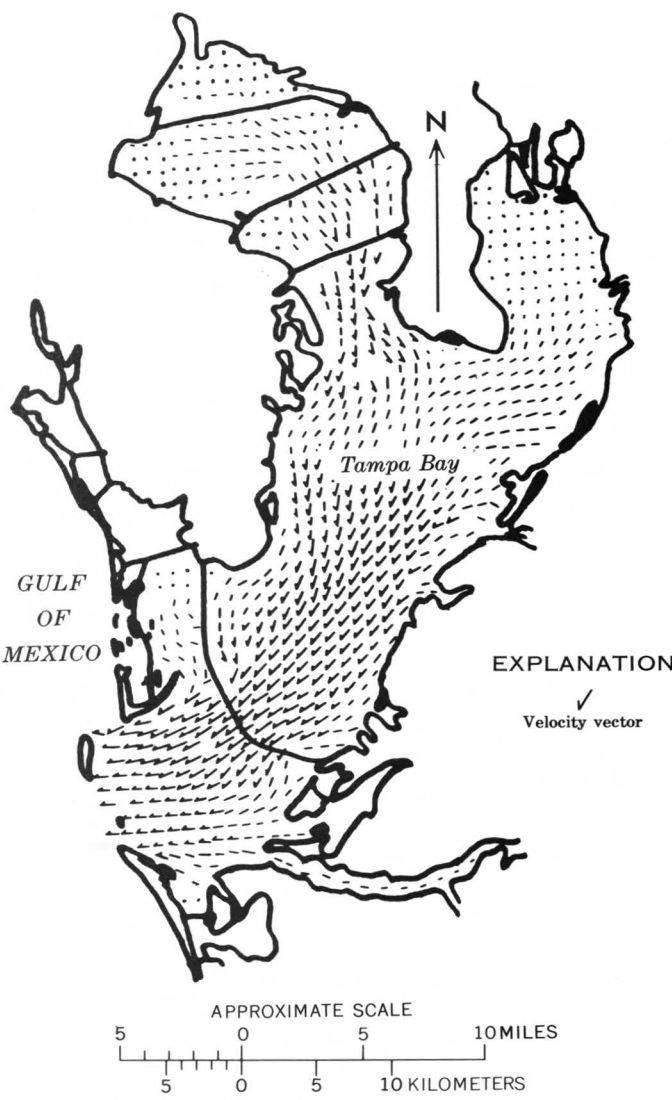 N
Tampa Bay
GULF
OF
MEXICO
EXPLANATION
Velocity vector
APPROXIMATE SCALE
5 0 5 10 MILES
5 0 5 10 KILOMETERS